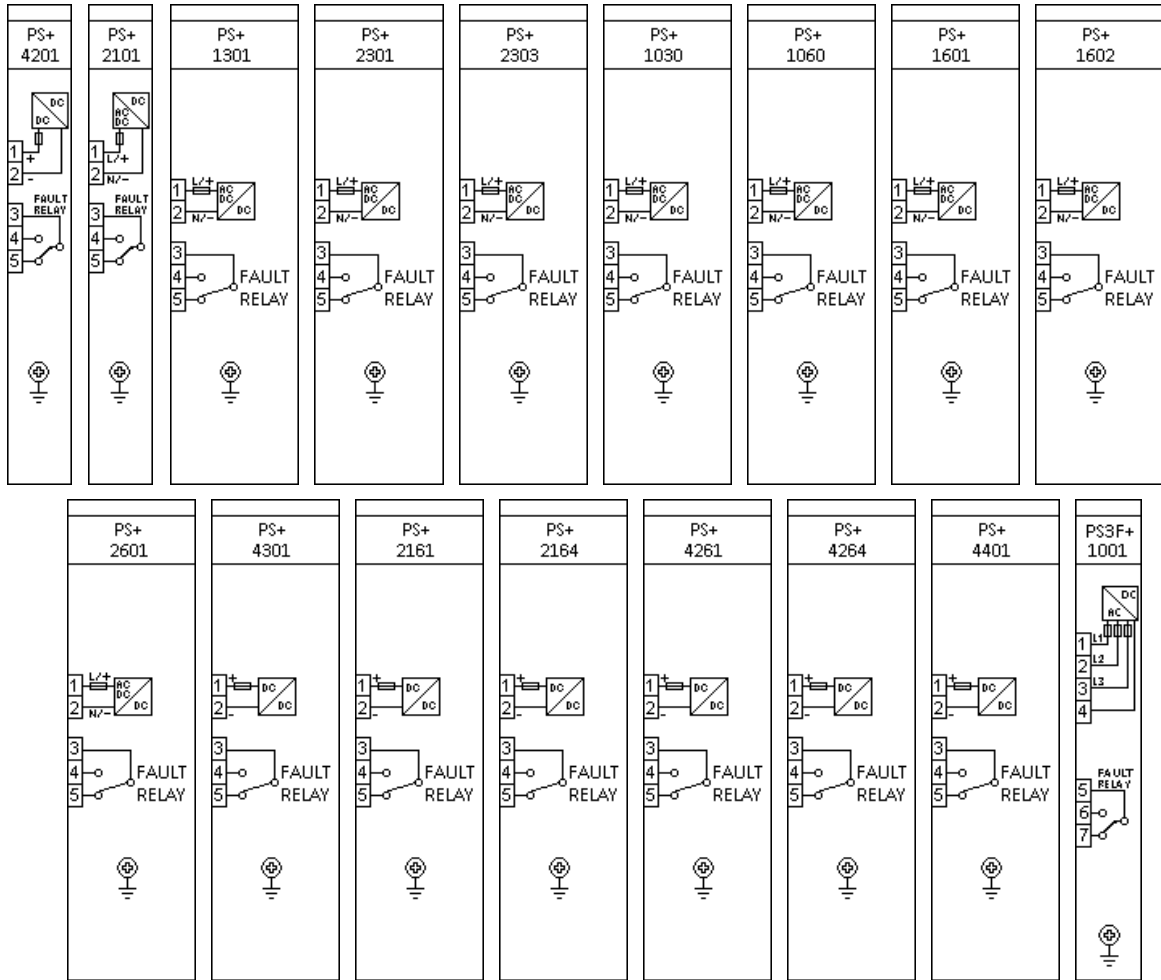 PS+
4201
DC
DC
1
+
2
-
FAULT
RELAY
3
4
5
PS+
2101
DC
AC
DC
1
L/+
2
N/-
FAULT
RELAY
3
4
5
PS+
1301
1
L/+
AC
DC
DC
2
N/-
3
4
FAULT
5
RELAY
PS+
2301
1
L/+
AC
DC
DC
2
N/-
3
4
FAULT
5
RELAY
PS+
2303
1
L/+
AC
DC
DC
2
N/-
3
4
FAULT
5
RELAY
PS+
1030
1
L/+
AC
DC
DC
2
N/-
3
4
FAULT
5
RELAY
PS+
1060
1
L/+
AC
DC
DC
2
N/-
3
4
FAULT
5
RELAY
PS+
1601
1
L/+
AC
DC
DC
2
N/-
3
4
FAULT
5
RELAY
PS+
1602
1
L/+
AC
DC
DC
2
N/-
3
4
FAULT
5
RELAY
PS+
2601
1
L/+
AC
DC
DC
2
N/-
3
4
FAULT
5
RELAY
PS+
4301
1
+
DC
DC
2
-
3
4
FAULT
5
RELAY
PS+
2161
1
+
DC
DC
2
-
3
4
FAULT
5
RELAY
PS+
2164
1
+
DC
DC
2
-
3
4
FAULT
5
RELAY
PS+
4261
1
+
DC
DC
2
-
3
4
FAULT
5
RELAY
PS+
4264
1
+
DC
DC
2
-
3
4
FAULT
5
RELAY
PS+
4401
1
+
DC
DC
2
-
3
4
FAULT
5
RELAY
PS3F+
1001
DC
AC
1
L1
2
L2
3
L3
4
FAULT
RELAY
5
6
7